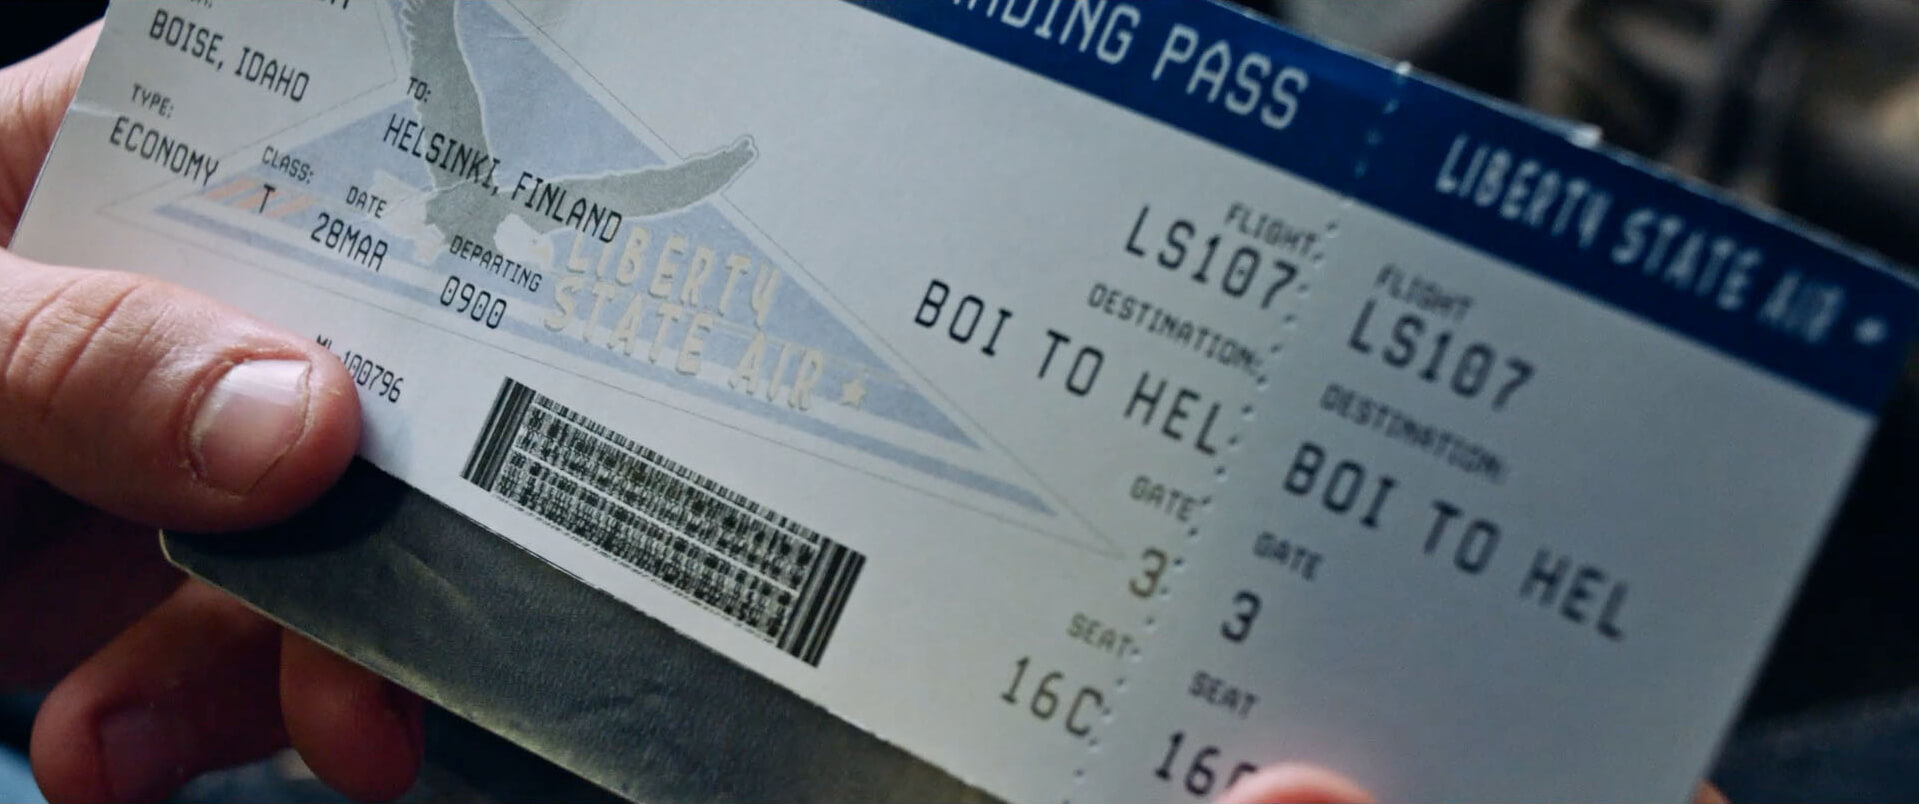 BOARDING PASS
LIBERTY STATE AIR
BOISE, IDAHO
TO:
HELSINKI, FINLAND
TYPE:
ECONOMY
CLASS:
T
DATE
28MAR
DEPARTING
0900
LIBERTY
STATE AIR
100796
FLIGHT:
LS107
DESTINATION:
BOI TO HEL
GATE
3
SEAT
16C
FLIGHT
LS107
DESTINATION:
BOI TO HEL
GATE
3
SEAT
16C